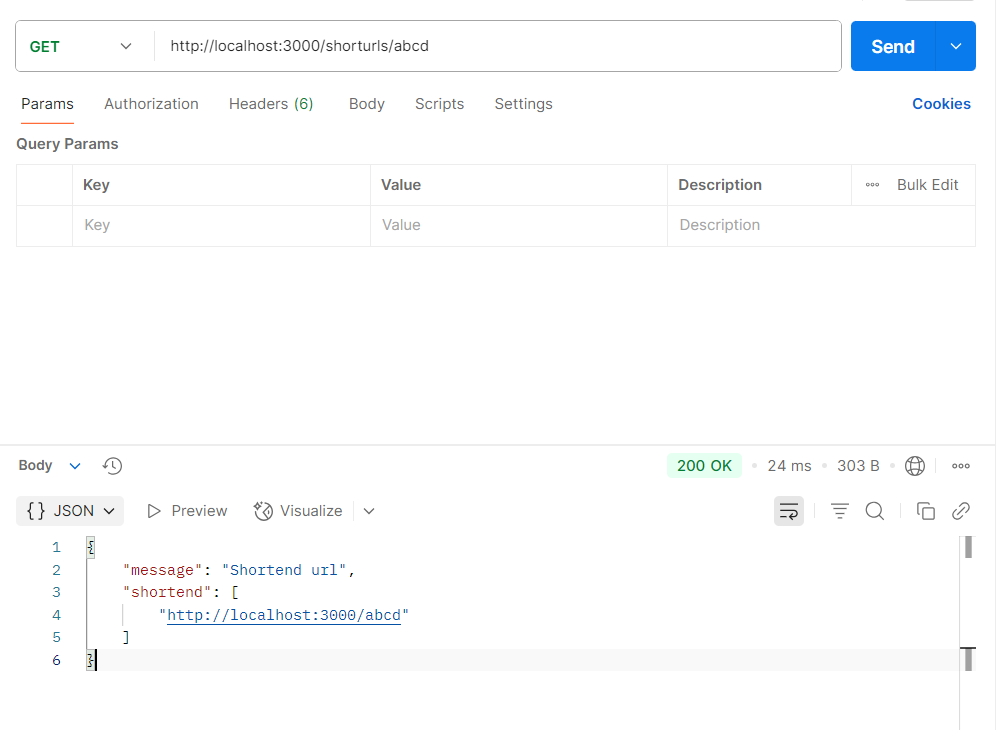 GET http://localhost:3000/shorturls/abcd Send
Params Authorization Headers (6) Body Scripts Settings Cookies
Query Params
Key Value Description Bulk Edit
Key Value Description
Body 200 OK 24 ms 303 B
{} JSON Preview Visualize
1 {
2 "message": "Shortend url",
3 "shortend": [
4 "http://localhost:3000/abcd"
5 ]
6 }